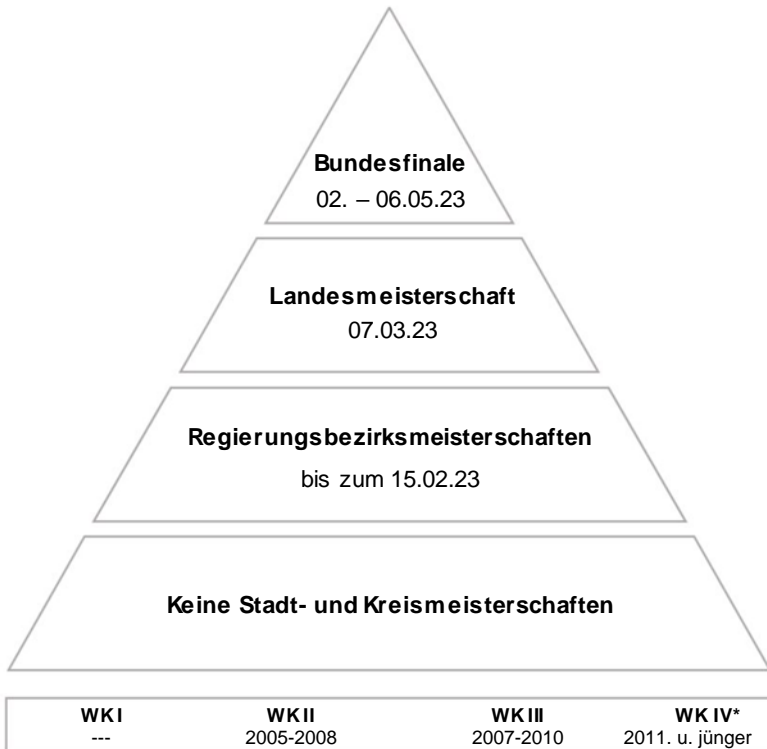 Bundesfinale
02. – 06.05.23
Landesmeisterschaft
07.03.23
Regierungsbezirksmeisterschaften
bis zum 15.02.23
Keine Stadt- und Kreismeisterschaften
WK I WK II WK III WK IV*
--- 2005-2008 2007-2010 2011. u. jünger